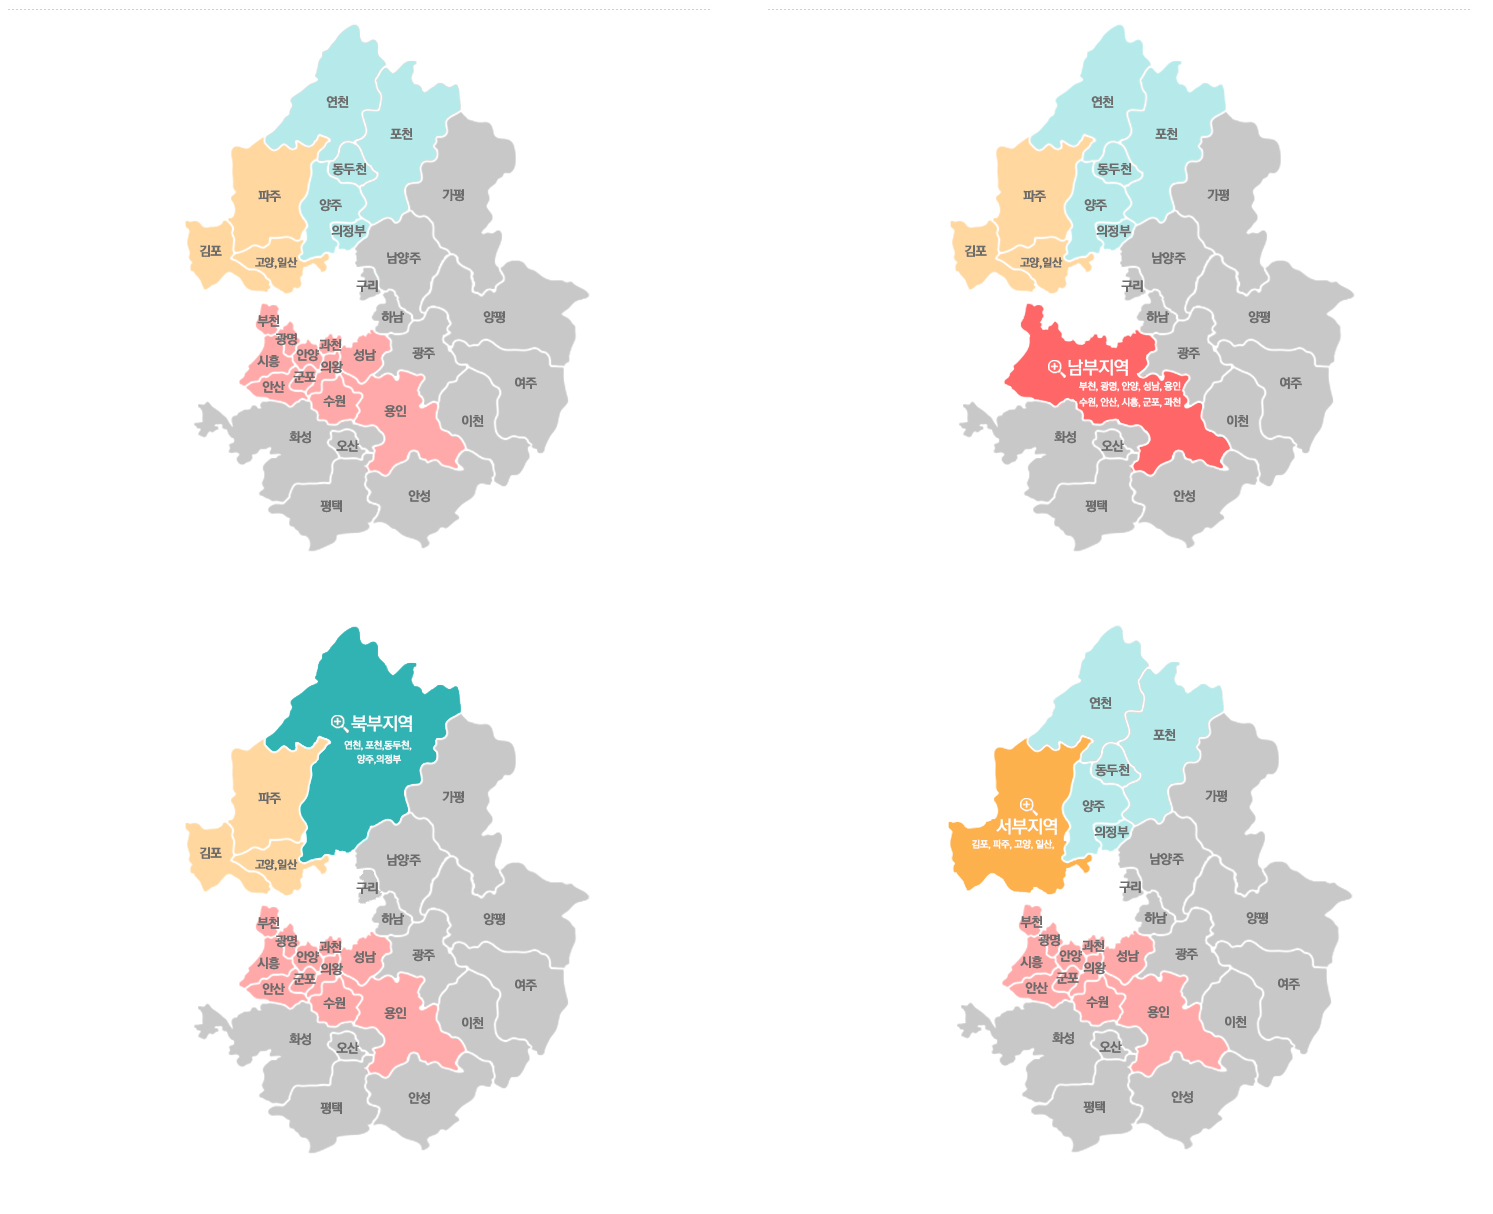 연천
포천
동두천
파주
가평
양주
의정부
김포
고양,일산
남양주
구리
하남
양평
부천
광명
과천
안양
성남
광주
시흥
의왕
군포
안산
여주
수원
용인
이천
화성
오산
안성
평택
연천
포천
동두천
파주
가평
양주
의정부
김포
고양,일산
남양주
구리
하남
양평
광주
남부지역
부천, 광명, 안양, 성남, 용인
수원, 안산, 시흥, 군포, 과천
여주
이천
화성
오산
안성
평택
북부지역
연천, 포천,동두천,
양주,의정부
파주
가평
김포
고양,일산
남양주
구리
하남
양평
부천
광명
과천
안양
성남
광주
시흥
의왕
군포
안산
여주
수원
용인
이천
화성
오산
안성
평택
연천
포천
동두천
가평
양주
서부지역
김포, 파주, 고양, 일산,
의정부
남양주
구리
하남
양평
부천
광명
과천
안양
성남
광주
시흥
의왕
군포
안산
여주
수원
용인
이천
화성
오산
안성
평택